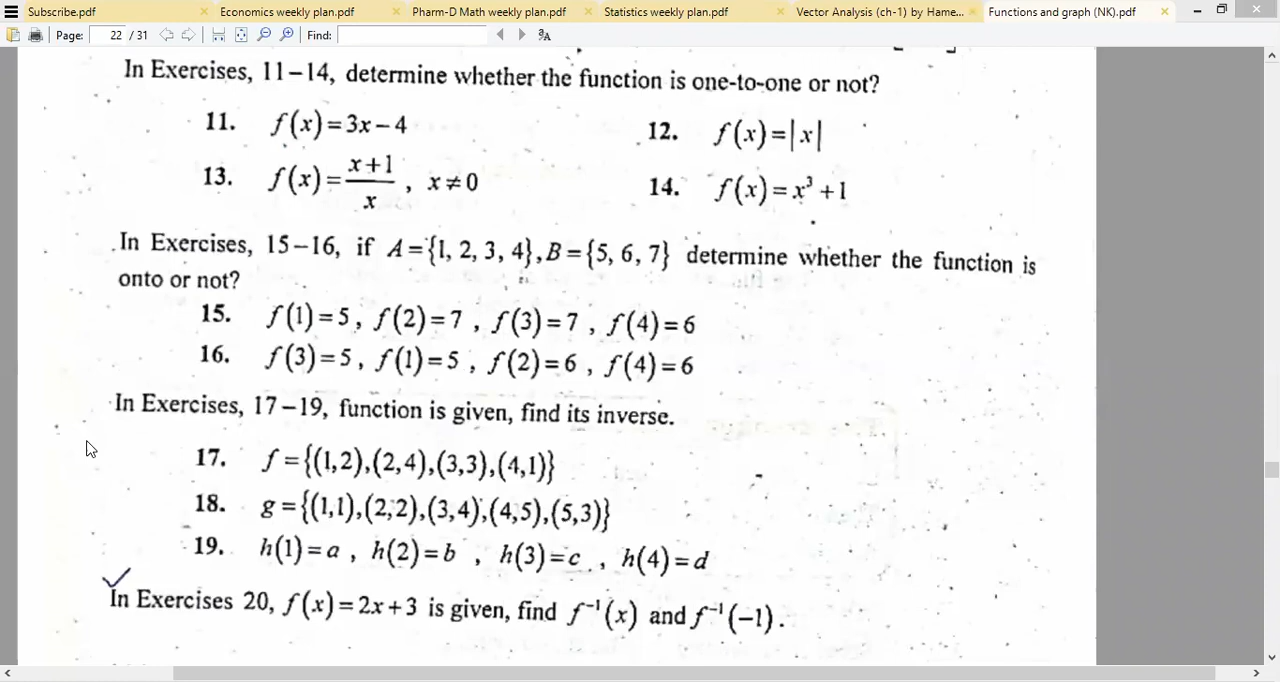 Subscribe.pdf Economics weekly plan.pdf Pharm-D Math weekly plan.pdf Statistics weekly plan.pdf Vector Analysis (ch-1) by Hame... Functions and graph (NK).pdf
Page: 22 / 31 Find:
In Exercises, 11–14, determine whether the function is one-to-one or not?
11. f(x)=3x−4 12. f(x)=|x|
13. f(x)=(x+1)/x , x≠0 14. f(x)=x³+1
In Exercises, 15–16, if A={1, 2, 3, 4},B={5, 6, 7} determine whether the function is
onto or not?
15. f(1)=5, f(2)=7 , f(3)=7 , f(4)=6
16. f(3)=5, f(1)=5 , f(2)=6 , f(4)=6
In Exercises, 17–19, function is given, find its inverse.
17. f={(1,2),(2,4),(3,3),(4,1)}
18. g={(1,1),(2,2),(3,4),(4,5),(5,3)}
19. h(1)=a , h(2)=b , h(3)=c , h(4)=d
In Exercises 20, f(x)=2x+3 is given, find f⁻¹(x) and f⁻¹(−1).